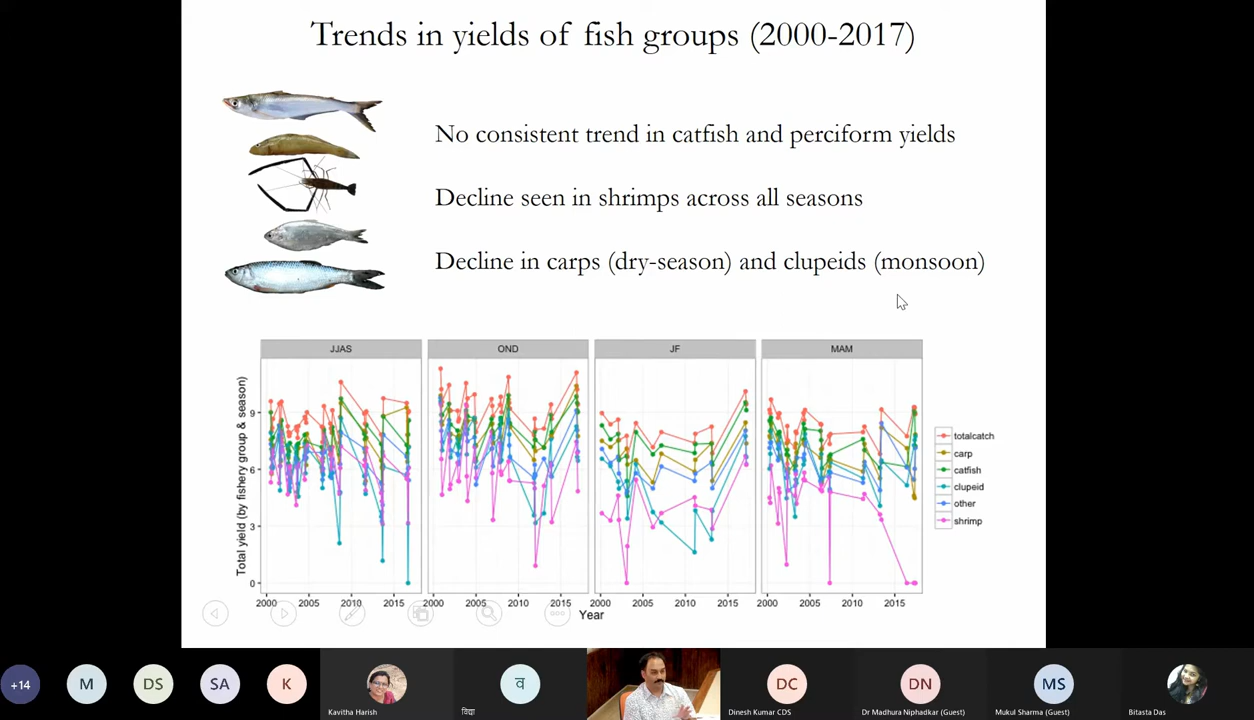 Trends in yields of fish groups (2000-2017)
No consistent trend in catfish and perciform yields
Decline seen in shrimps across all seasons
Decline in carps (dry-season) and clupeids (monsoon)
JJAS OND JF MAM
Total yield (by fishery group & season)
9
6
3
0
totalcatch
carp
catfish
clupeid
other
shrimp
2000 2005 2010 2015 2000 2005 2010 2015 2000 2005 2010 2015 2000 2005 2010 2015
Year
+14 M DS SA K व DC DN MS
Kavitha Harish विद्या Dinesh Kumar CDS Dr Madhura Niphadkar (Guest) Mukul Sharma (Guest) Bitasta Das